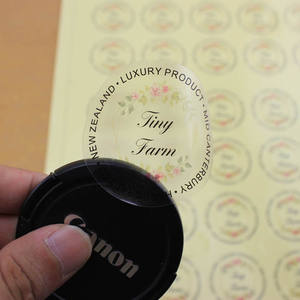 NEW ZEALAND · LUXURY PRODUCT · MID CANTERBURY ·
Tiny
Farm
Canon